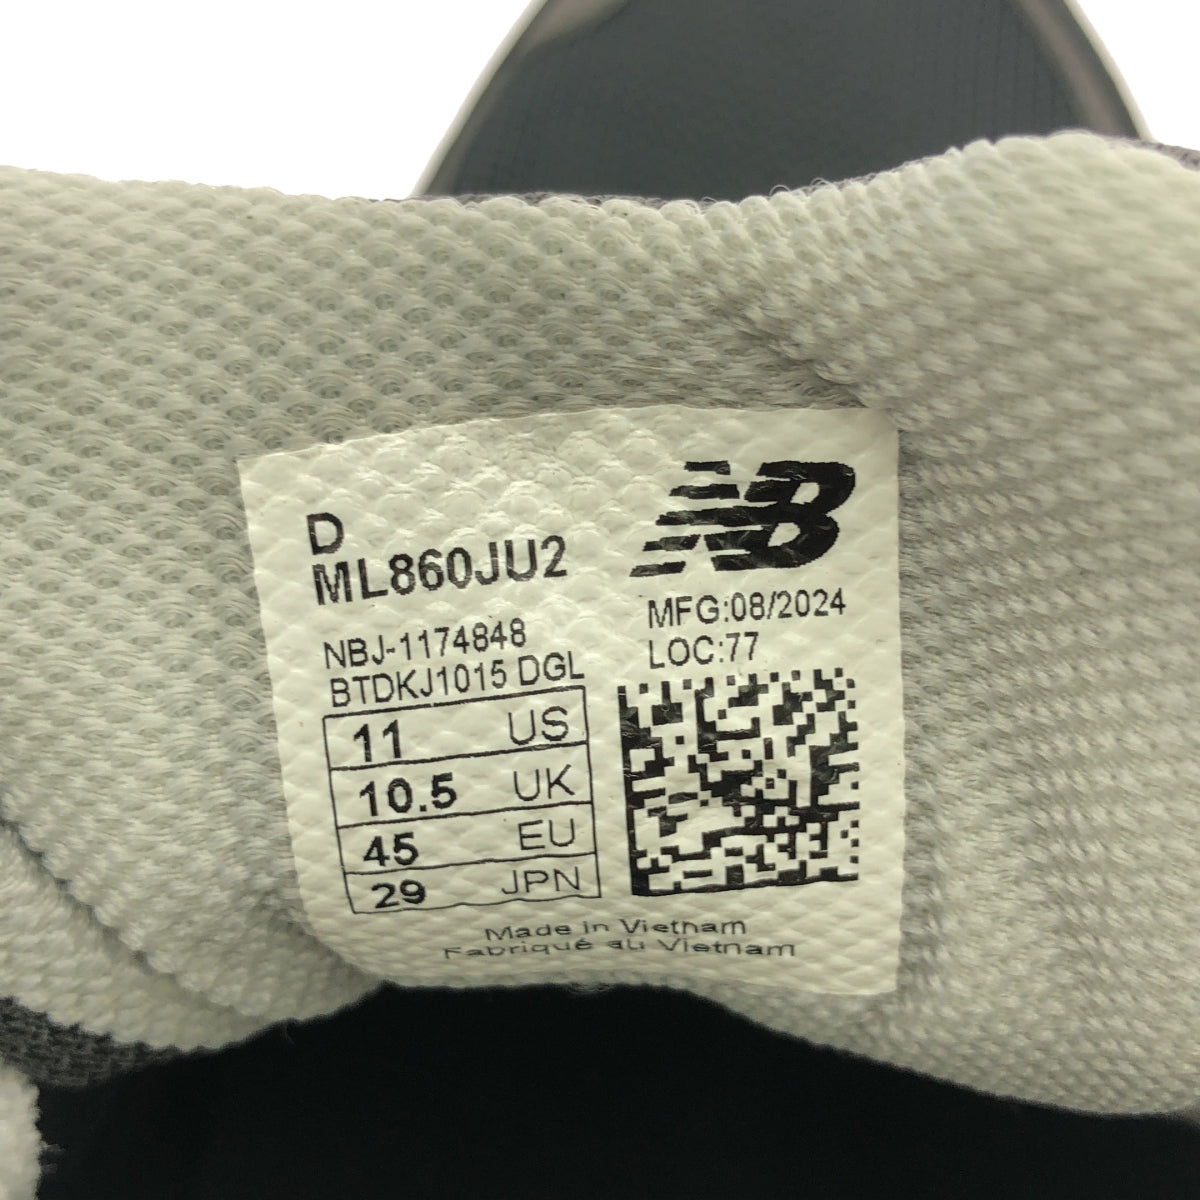 D
ML860JU2
NBJ-1174848
BTDKJ1015 DGL
NB
MFG:08/2024
LOC:77
11 US
10.5 UK
45 EU
29 JPN
Made in Vietnam
Fabriqué au Vietnam